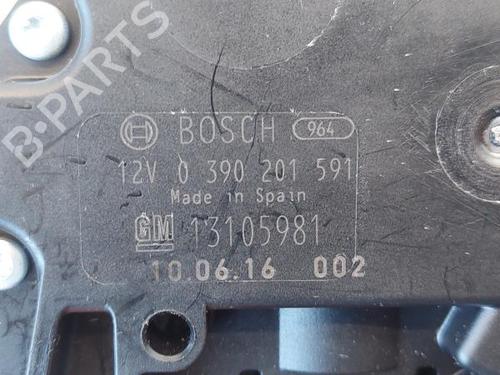 B-PARTS
BOSCH 964
12V 0 390 201 591
Made in Spain
GM 13105981
10.06.16 002